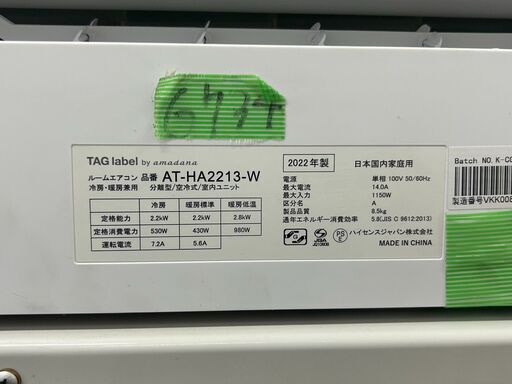 673T
TAG label by amadana
ルームエアコン 品番 AT-HA2213-W
冷房・暖房兼用 分離型/空冷式/室内ユニット
冷房 暖房標準 暖房低温
定格能力 2.2kW 2.2kW 2.8kW
定格消費電力 530W 430W 980W
運転電流 7.2A 5.6A
2022年製 日本国内家庭用
電源 単相 100V 50/60Hz
最大電流 14.0A
最大入力 1150W
区分名 A
製品品質 8.5kg
通年エネルギー消費効率 5.8(JIS C 9612:2013)
JQA
PS
E
ハイセンスジャパン株式会社
MADE IN CHINA
Batch NO. K-C
製造番号VKK008